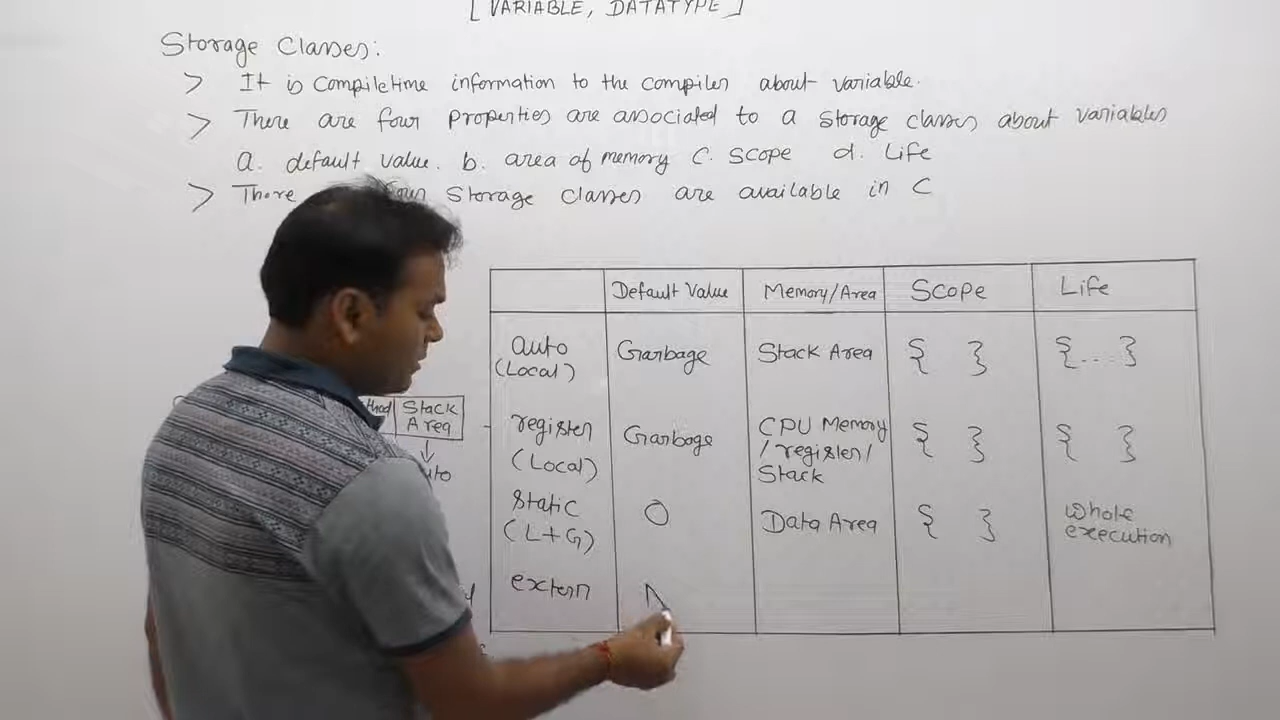 [ VARIABLE, DATATYPE ]
Storage Classes:
> It is compiletime information to the compiler about variable.
> There are four properties are associated to a storage classes about variables
a. default value. b. area of memory C. Scope d. Life
> There storage classes are available in C
Default Value Memory/Area Scope Life
auto (Local) Garbage Stack Area { } {...}
register (Local) Garbage CPU Memory / register / Stack { } { }
static (L+G) 0 Data Area { } whole execution
extern N
Stack Area